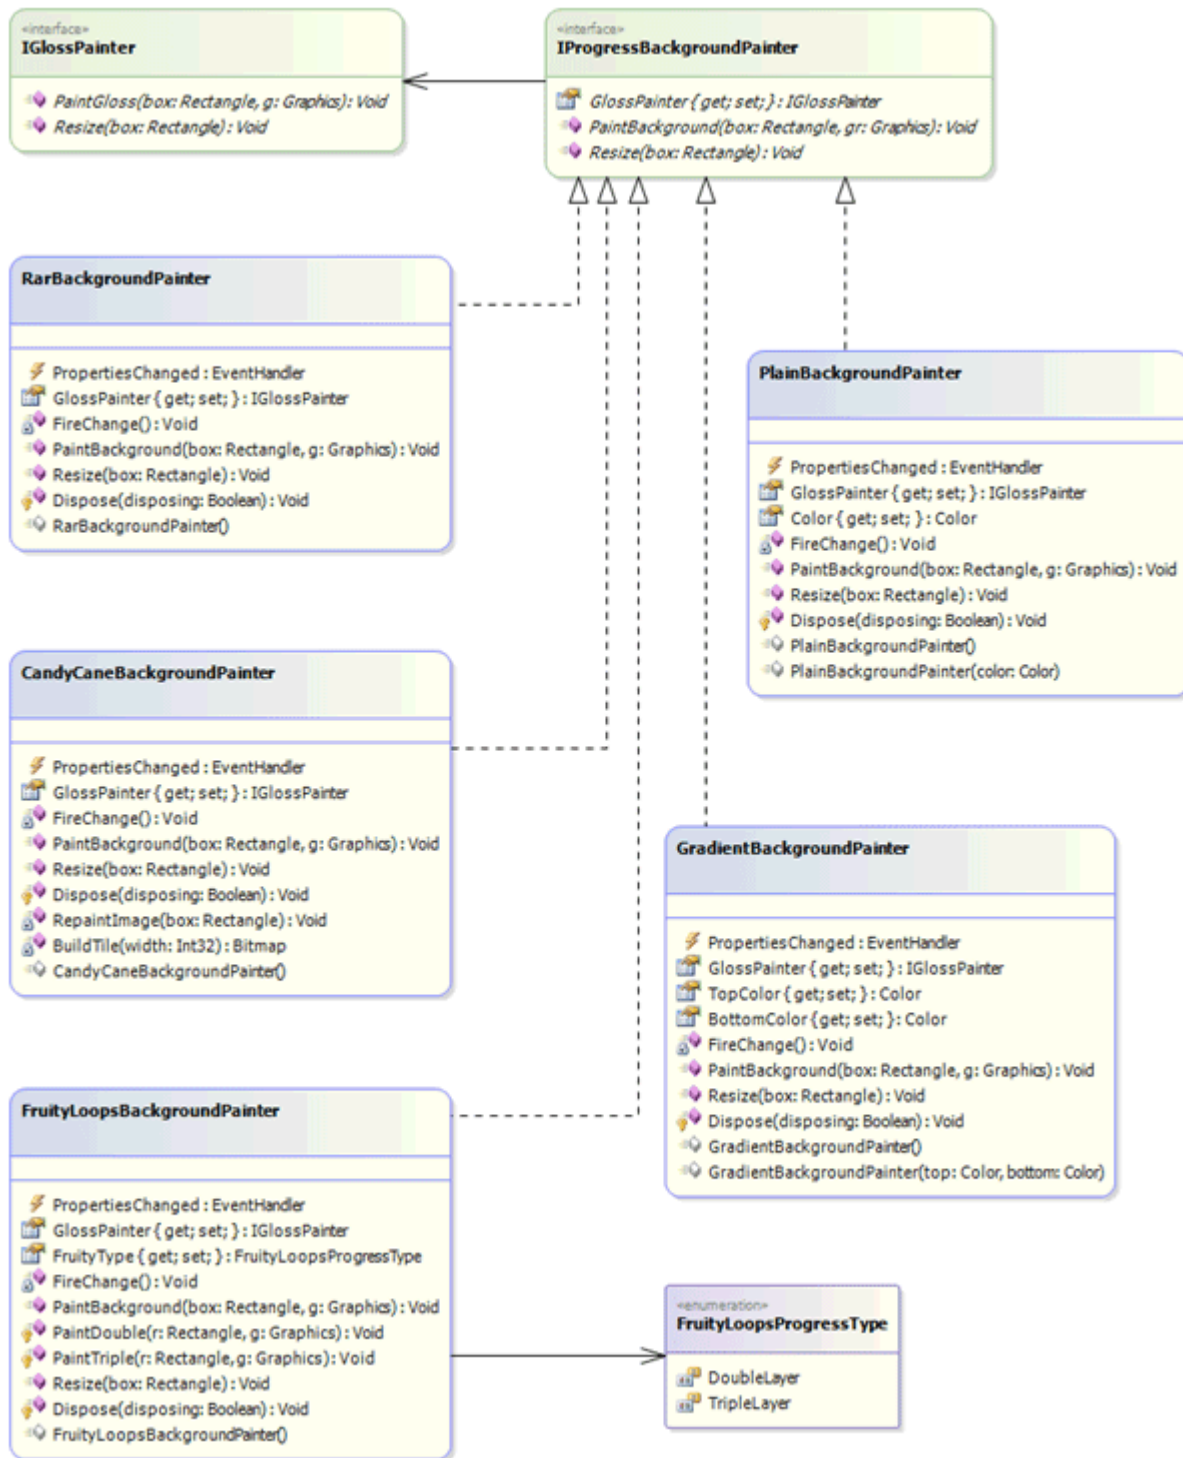 «interface»
IGlossPainter
PaintGloss(box: Rectangle, g: Graphics) : Void
Resize(box: Rectangle) : Void
«interface»
IProgressBackgroundPainter
GlossPainter { get; set; } : IGlossPainter
PaintBackground(box: Rectangle, gr: Graphics) : Void
Resize(box: Rectangle) : Void
RarBackgroundPainter
PropertiesChanged : EventHandler
GlossPainter { get; set; } : IGlossPainter
FireChange() : Void
PaintBackground(box: Rectangle, g: Graphics) : Void
Resize(box: Rectangle) : Void
Dispose(disposing: Boolean) : Void
RarBackgroundPainter()
PlainBackgroundPainter
PropertiesChanged : EventHandler
GlossPainter { get; set; } : IGlossPainter
Color { get; set; } : Color
FireChange() : Void
PaintBackground(box: Rectangle, g: Graphics) : Void
Resize(box: Rectangle) : Void
Dispose(disposing: Boolean) : Void
PlainBackgroundPainter()
PlainBackgroundPainter(color: Color)
CandyCaneBackgroundPainter
PropertiesChanged : EventHandler
GlossPainter { get; set; } : IGlossPainter
FireChange() : Void
PaintBackground(box: Rectangle, g: Graphics) : Void
Resize(box: Rectangle) : Void
Dispose(disposing: Boolean) : Void
RepaintImage(box: Rectangle) : Void
BuildTile(width: Int32) : Bitmap
CandyCaneBackgroundPainter()
GradientBackgroundPainter
PropertiesChanged : EventHandler
GlossPainter { get; set; } : IGlossPainter
TopColor { get; set; } : Color
BottomColor { get; set; } : Color
FireChange() : Void
PaintBackground(box: Rectangle, g: Graphics) : Void
Resize(box: Rectangle) : Void
Dispose(disposing: Boolean) : Void
GradientBackgroundPainter()
GradientBackgroundPainter(top: Color, bottom: Color)
FruityLoopsBackgroundPainter
PropertiesChanged : EventHandler
GlossPainter { get; set; } : IGlossPainter
FruityType { get; set; } : FruityLoopsProgressType
FireChange() : Void
PaintBackground(box: Rectangle, g: Graphics) : Void
PaintDouble(r: Rectangle, g: Graphics) : Void
PaintTriple(r: Rectangle, g: Graphics) : Void
Resize(box: Rectangle) : Void
Dispose(disposing: Boolean) : Void
FruityLoopsBackgroundPainter()
«enumeration»
FruityLoopsProgressType
DoubleLayer
TripleLayer